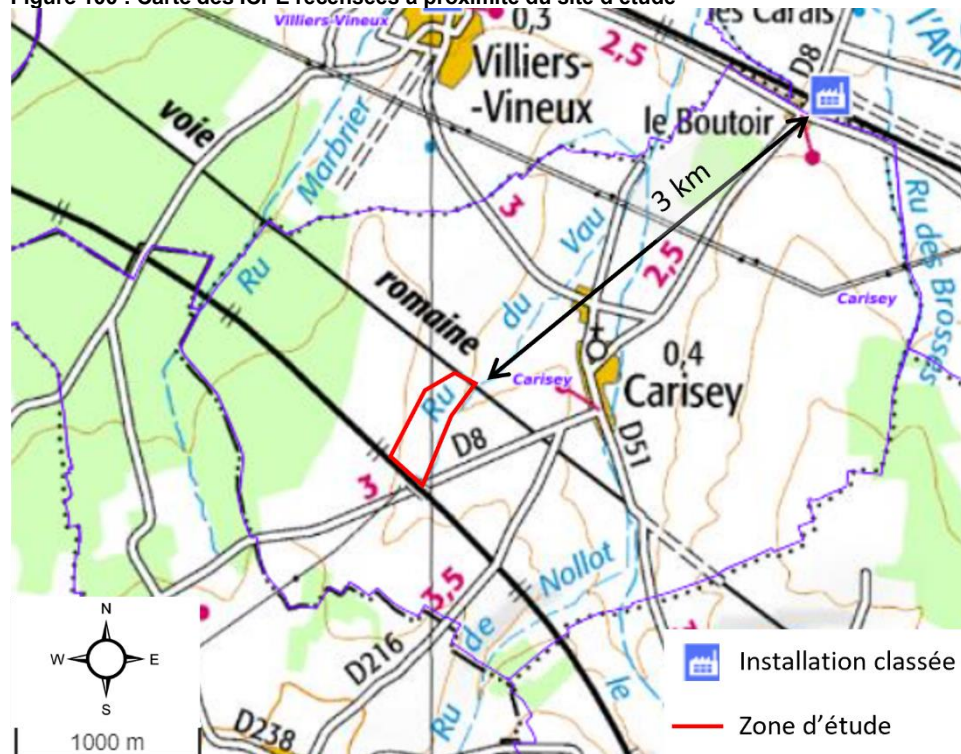 Figure 100 : Carte des ICPE recensées à proximité du site d'étude
Villiers-Vineux
0,3
les Carais
l'Arm
2,5
D8
Villiers-
-Vineux
voie
Marbrier
le Boutoir
3 km
3
Vau
2,5
Ru des Brosses
Ru
du
romaine
Carisey
0,4
Carisey
Carisey
Ru
D8
D51
3
3,5
Nollot
de
D216
le
Ru
D238
N
W
E
S
1000 m
Installation classée
Zone d'étude